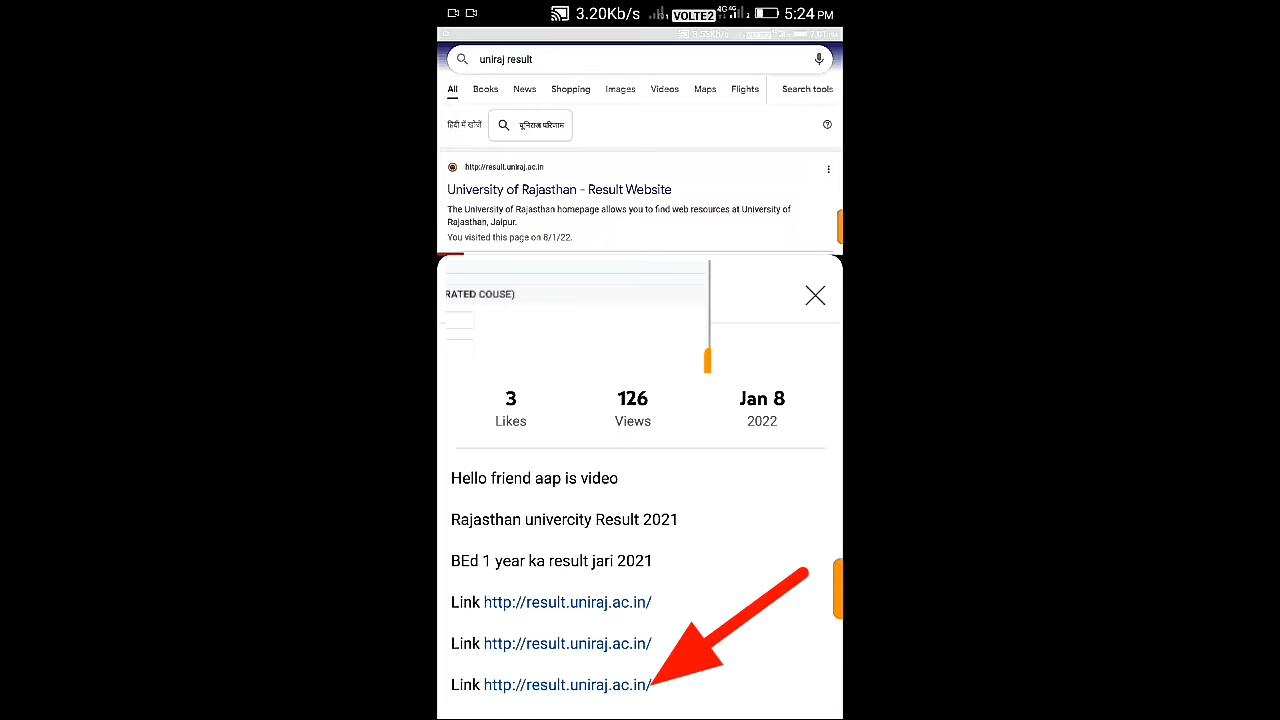 3.20Kb/s VOLTE2 4G 4G 2 5:24 PM
uniraj result
All Books News Shopping Images Videos Maps Flights Search tools
हिंदी में खोजें यूनिराज परिणाम
http://result.uniraj.ac.in
University of Rajasthan - Result Website
The University of Rajasthan homepage allows you to find web resources at University of
Rajasthan, Jaipur.
You visited this page on 8/1/22.
RATED COUSE)
3 126 Jan 8
Likes Views 2022
Hello friend aap is video
Rajasthan univercity Result 2021
BEd 1 year ka result jari 2021
Link http://result.uniraj.ac.in/
Link http://result.uniraj.ac.in/
Link http://result.uniraj.ac.in/